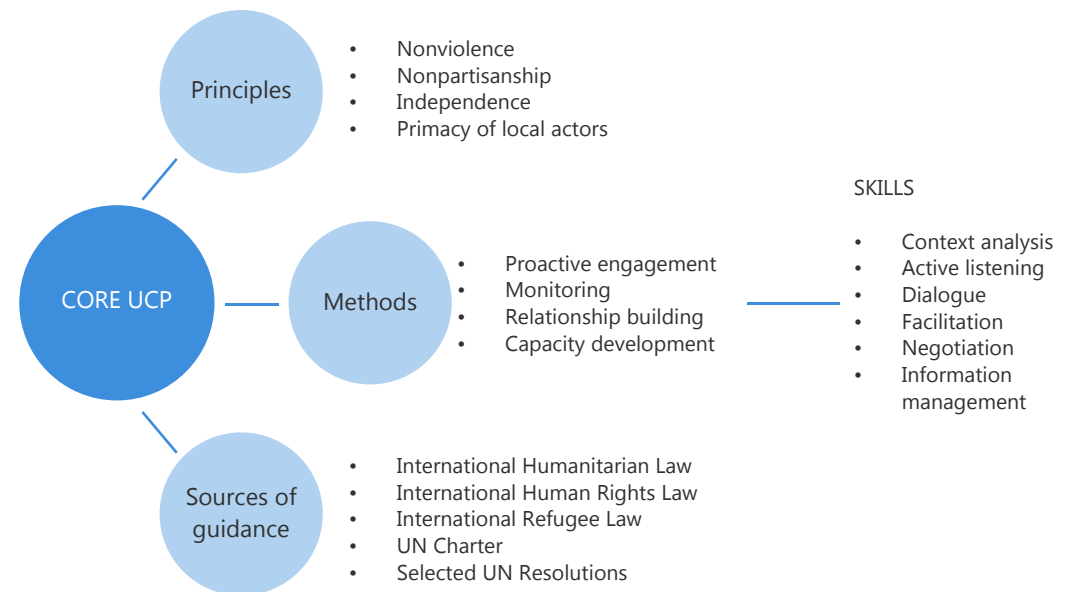 Principles
• Nonviolence
• Nonpartisanship
• Independence
• Primacy of local actors
CORE UCP
Methods
• Proactive engagement
• Monitoring
• Relationship building
• Capacity development
SKILLS
• Context analysis
• Active listening
• Dialogue
• Facilitation
• Negotiation
• Information
management
Sources of
guidance
• International Humanitarian Law
• International Human Rights Law
• International Refugee Law
• UN Charter
• Selected UN Resolutions